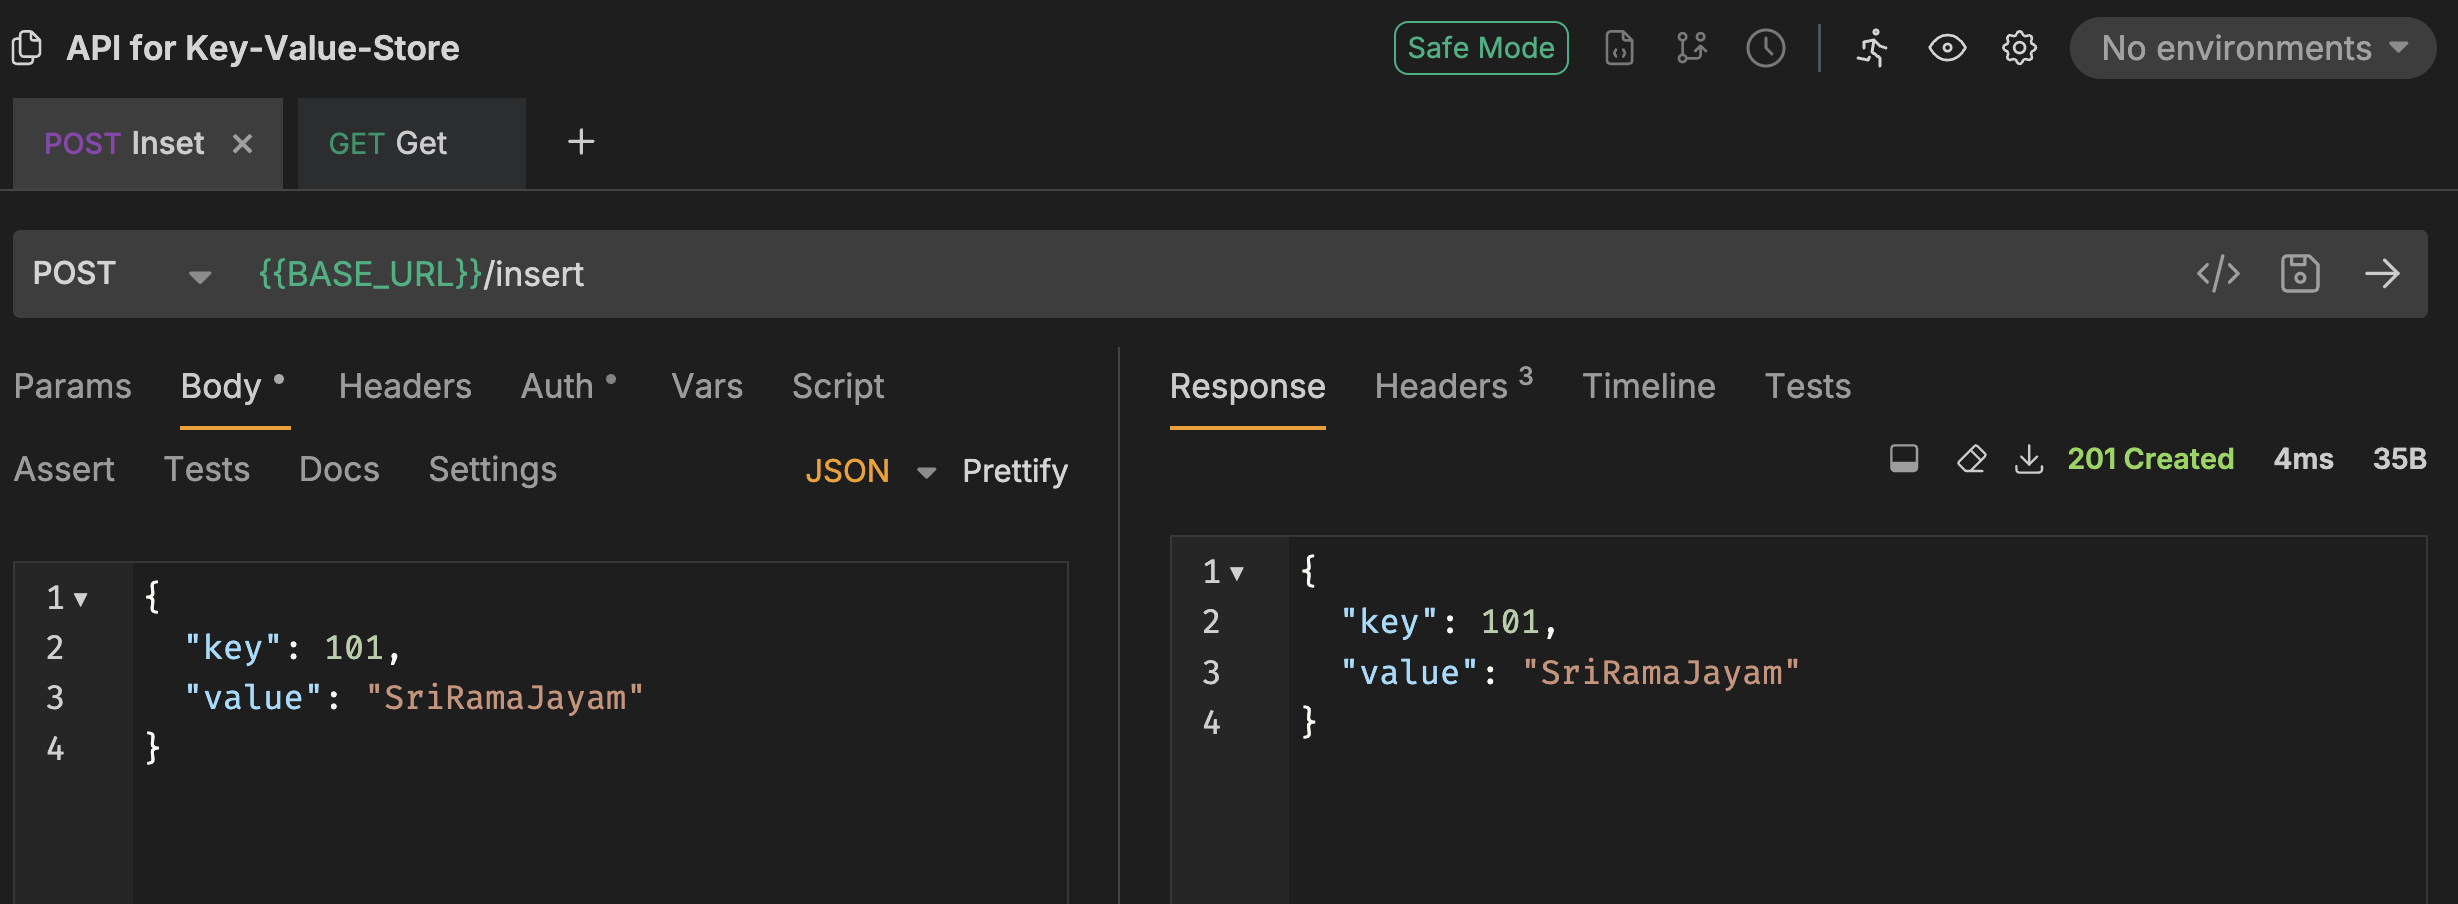 API for Key-Value-Store
Safe Mode
No environments
POST Inset
GET Get
POST
{{BASE_URL}}/insert
Params
Body
Headers
Auth
Vars
Script
Assert
Tests
Docs
Settings
JSON
Prettify
1
{
2
"key": 101,
3
"value": "SriRamaJayam"
4
}
Response
Headers 3
Timeline
Tests
201 Created
4ms
35B
1
{
2
"key": 101,
3
"value": "SriRamaJayam"
4
}